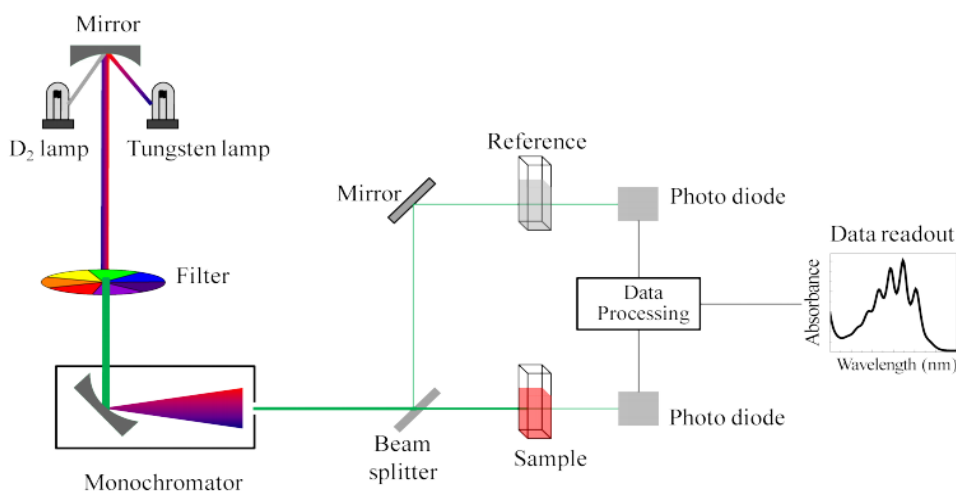 Mirror
D₂ lamp
Tungsten lamp
Filter
Monochromator
Mirror
Reference
Photo diode
Data
Processing
Beam
splitter
Sample
Photo diode
Data readout
Absorbance
Wavelength (nm)